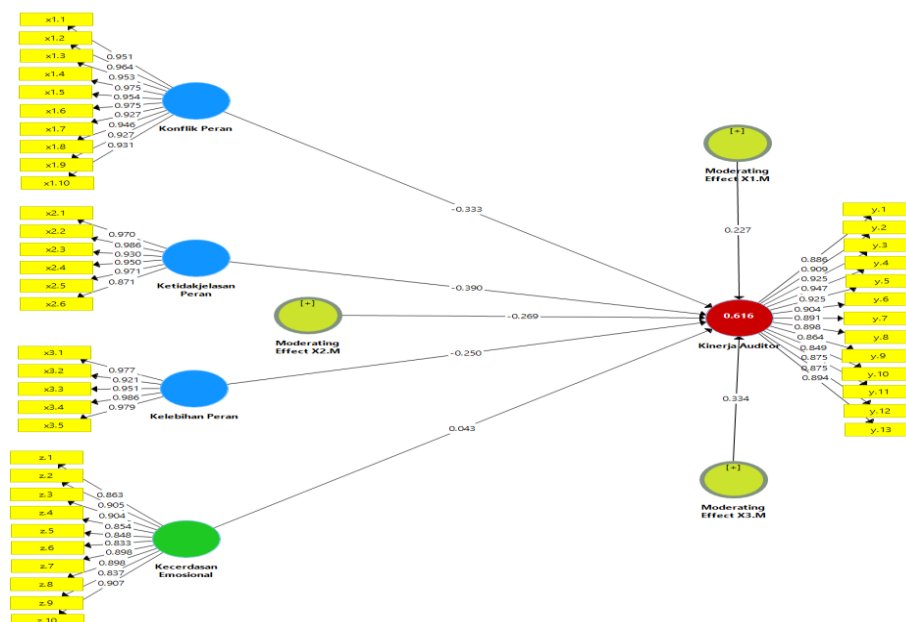 x1.1
x1.2
x1.3
x1.4
x1.5
x1.6
x1.7
x1.8
x1.9
x1.10
0.951
0.964
0.953
0.975
0.954
0.975
0.927
0.946
0.927
0.931
Konflik Peran
x2.1
x2.2
x2.3
x2.4
x2.5
x2.6
0.970
0.986
0.930
0.950
0.971
0.871
Ketidakjelasan
Peran
[+]
Moderating
Effect X2.M
x3.1
x3.2
x3.3
x3.4
x3.5
0.977
0.921
0.951
0.986
0.979
Kelebihan Peran
z.1
z.2
z.3
z.4
z.5
z.6
z.7
z.8
z.9
z.10
0.863
0.905
0.904
0.854
0.848
0.833
0.898
0.898
0.837
0.907
Kecerdasan
Emosional
-0.333
-0.390
-0.269
-0.250
0.043
[+]
Moderating
Effect X1.M
0.227
0.616
Kinerja Auditor
0.334
[+]
Moderating
Effect X3.M
0.886
0.909
0.925
0.947
0.925
0.904
0.891
0.898
0.864
0.849
0.875
0.875
0.894
y.1
y.2
y.3
y.4
y.5
y.6
y.7
y.8
y.9
y.10
y.11
y.12
y.13